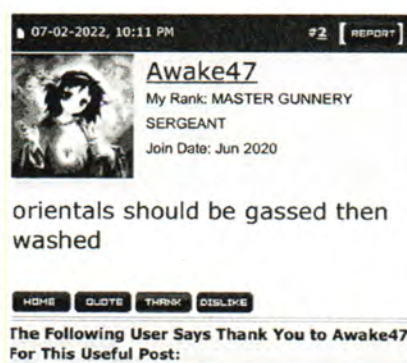 07-02-2022, 10:11 PM #2 [REPORT]
Awake47
My Rank: MASTER GUNNERY
SERGEANT
Join Date: Jun 2020
orientals should be gassed then
washed
HOME QUOTE THANK DISLIKE
The Following User Says Thank You to Awake47
For This Useful Post: